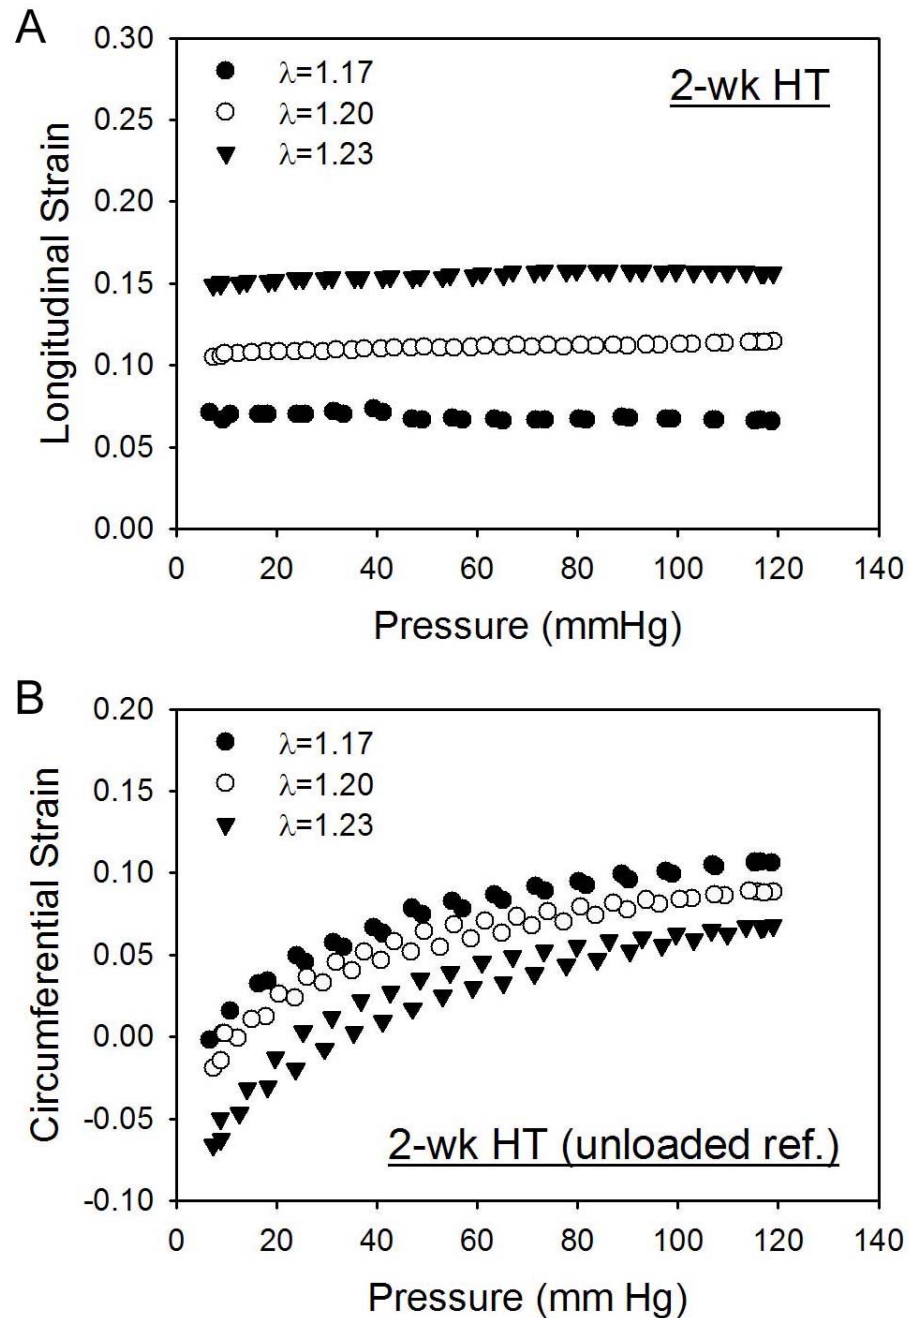 A
0.30
0.25
0.20
0.15
0.10
0.05
0.00
Longitudinal Strain
λ=1.17
λ=1.20
λ=1.23
2-wk HT
0 20 40 60 80 100 120 140
Pressure (mmHg)
B
0.20
0.15
0.10
0.05
0.00
-0.05
-0.10
Circumferential Strain
λ=1.17
λ=1.20
λ=1.23
2-wk HT (unloaded ref.)
0 20 40 60 80 100 120 140
Pressure (mm Hg)